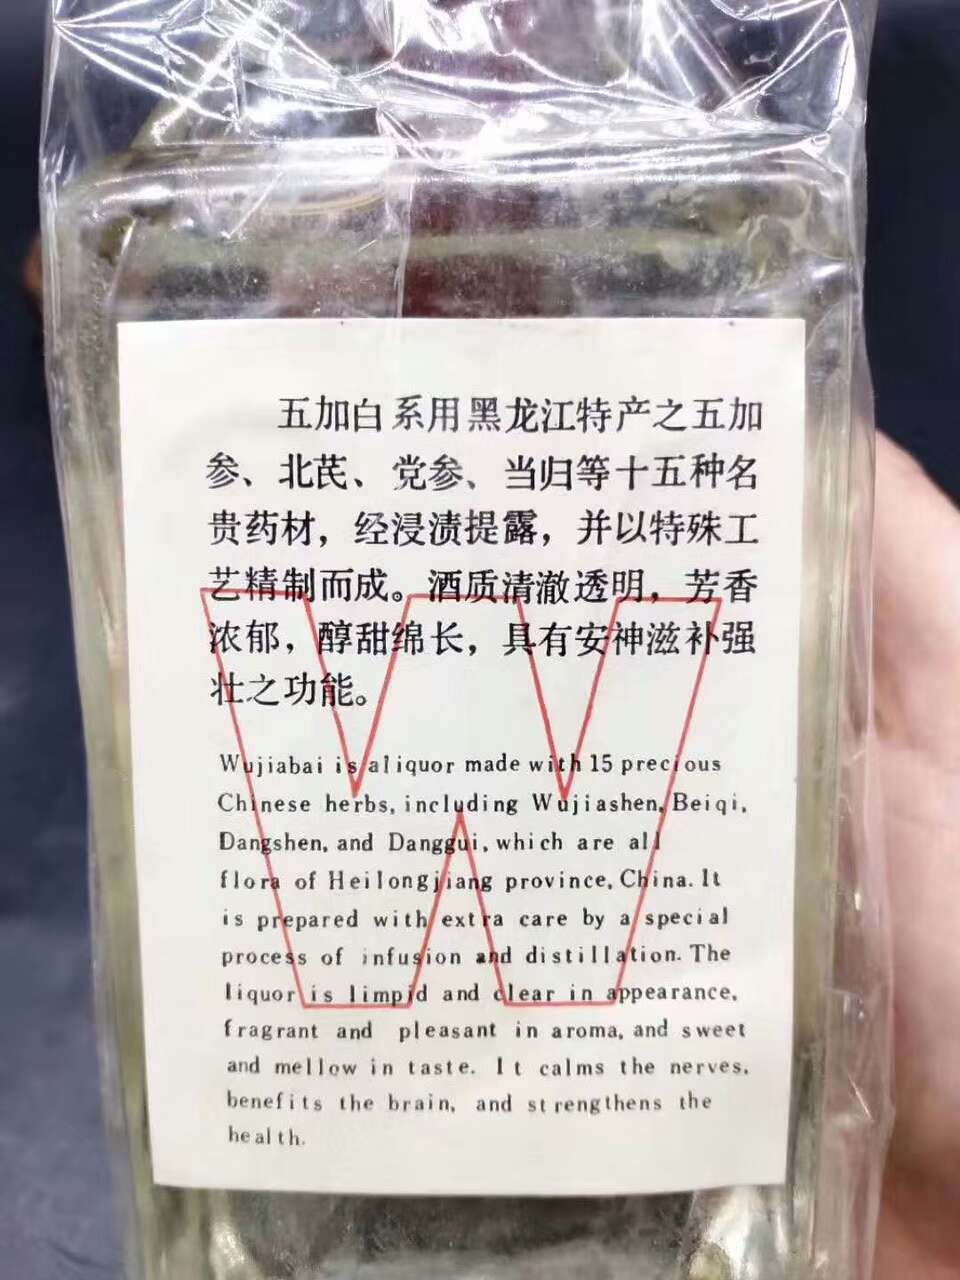 五加白系用黑龙江特产之五加
参、北芪、党参、当归等十五种名
贵药材，经浸渍提露，并以特殊工
艺精制而成。酒质清澈透明，芳香
浓郁，醇甜绵长，具有安神滋补强
壮之功能。
Wujiabai is a liquor made with 15 precious
Chinese herbs, including Wujiashen, Beiqi,
Dangshen, and Danggui, which are all
flora of Heilongjiang province, China. It
is prepared with extra care by a special
process of infusion and distillation. The
liquor is limpid and clear in appearance,
fragrant and pleasant in aroma, and sweet
and mellow in taste. It calms the nerves,
benefits the brain, and strengthens the
health.
W